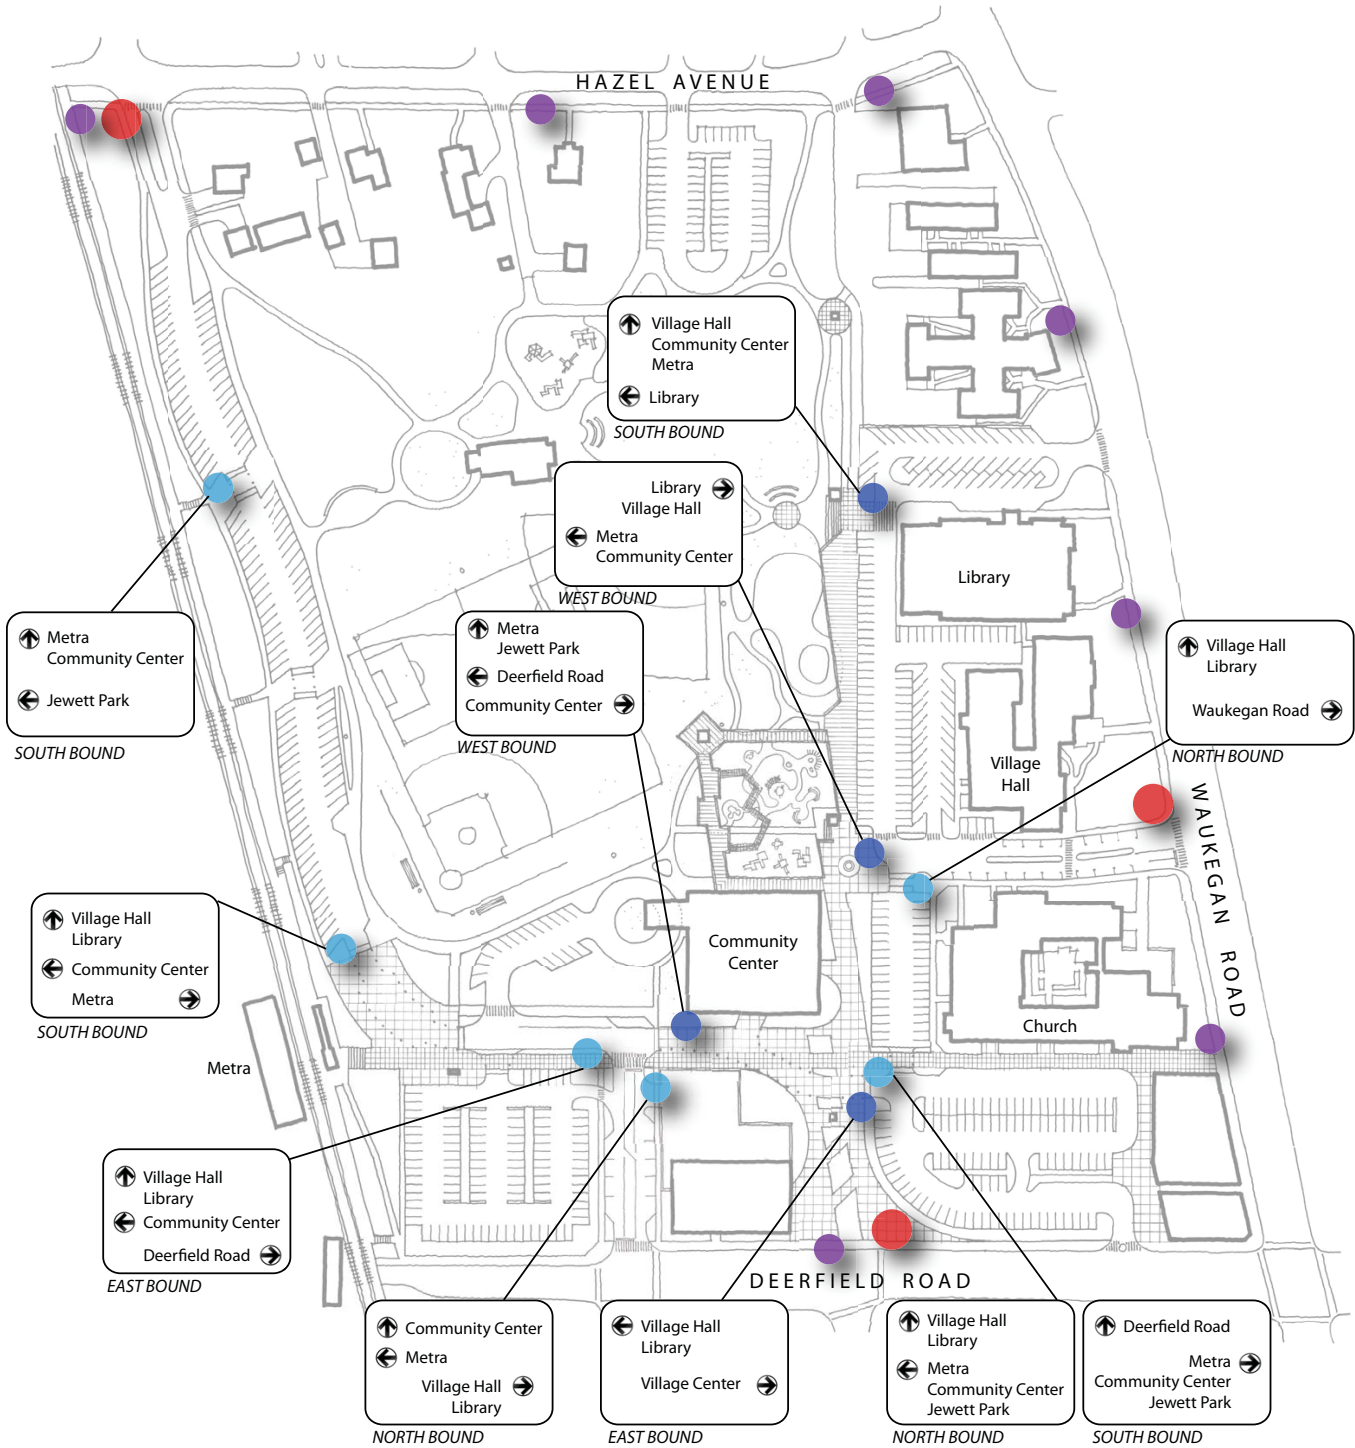 HAZEL AVENUE
Village Hall
Community Center
Metra
Library
SOUTH BOUND
Library
Village Hall
Metra
Community Center
WEST BOUND
Library
Metra
Community Center
Jewett Park
SOUTH BOUND
Metra
Jewett Park
Deerfield Road
Community Center
WEST BOUND
Village Hall
Library
Waukegan Road
NORTH BOUND
Village
Hall
WAUKEGAN ROAD
Village Hall
Library
Community Center
Metra
SOUTH BOUND
Community
Center
Church
Metra
Village Hall
Library
Community Center
Deerfield Road
EAST BOUND
DEERFIELD ROAD
Community Center
Metra
Village Hall
Library
NORTH BOUND
Village Hall
Library
Village Center
EAST BOUND
Village Hall
Library
Metra
Community Center
Jewett Park
NORTH BOUND
Deerfield Road
Metra
Community Center
Jewett Park
SOUTH BOUND